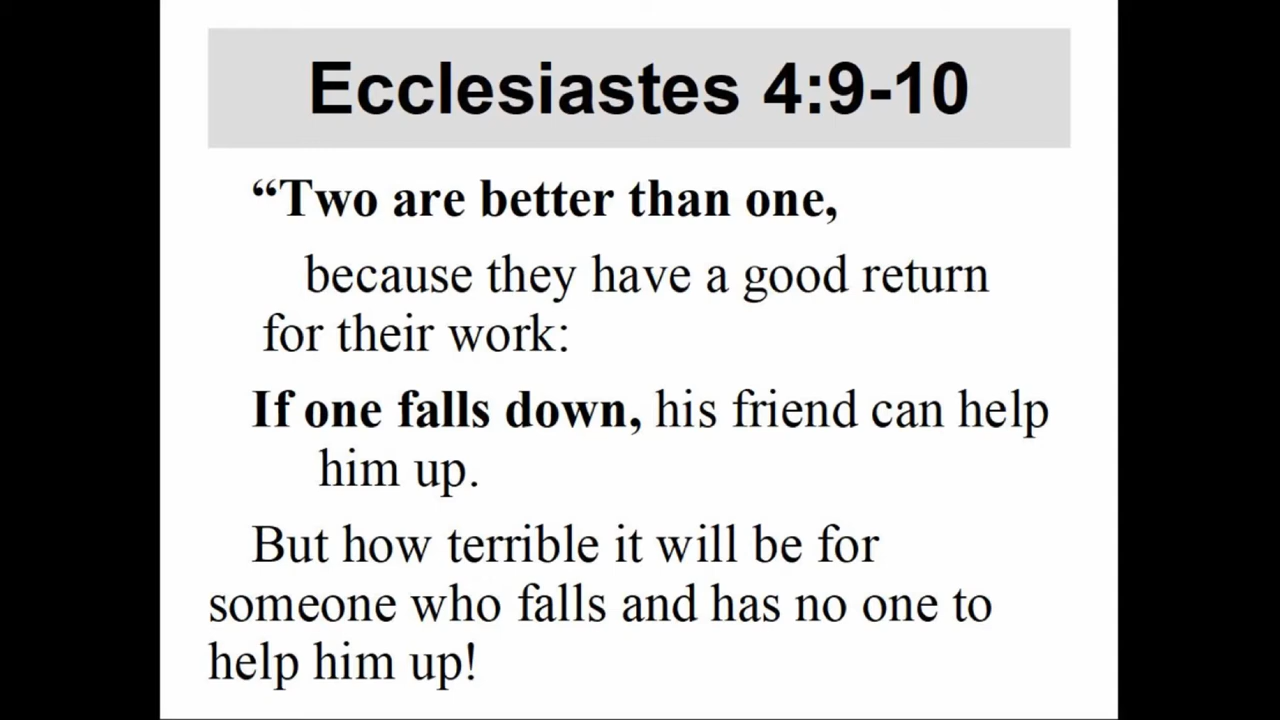 Ecclesiastes 4:9-10
“Two are better than one,
because they have a good return
for their work:
If one falls down, his friend can help
him up.
But how terrible it will be for
someone who falls and has no one to
help him up!